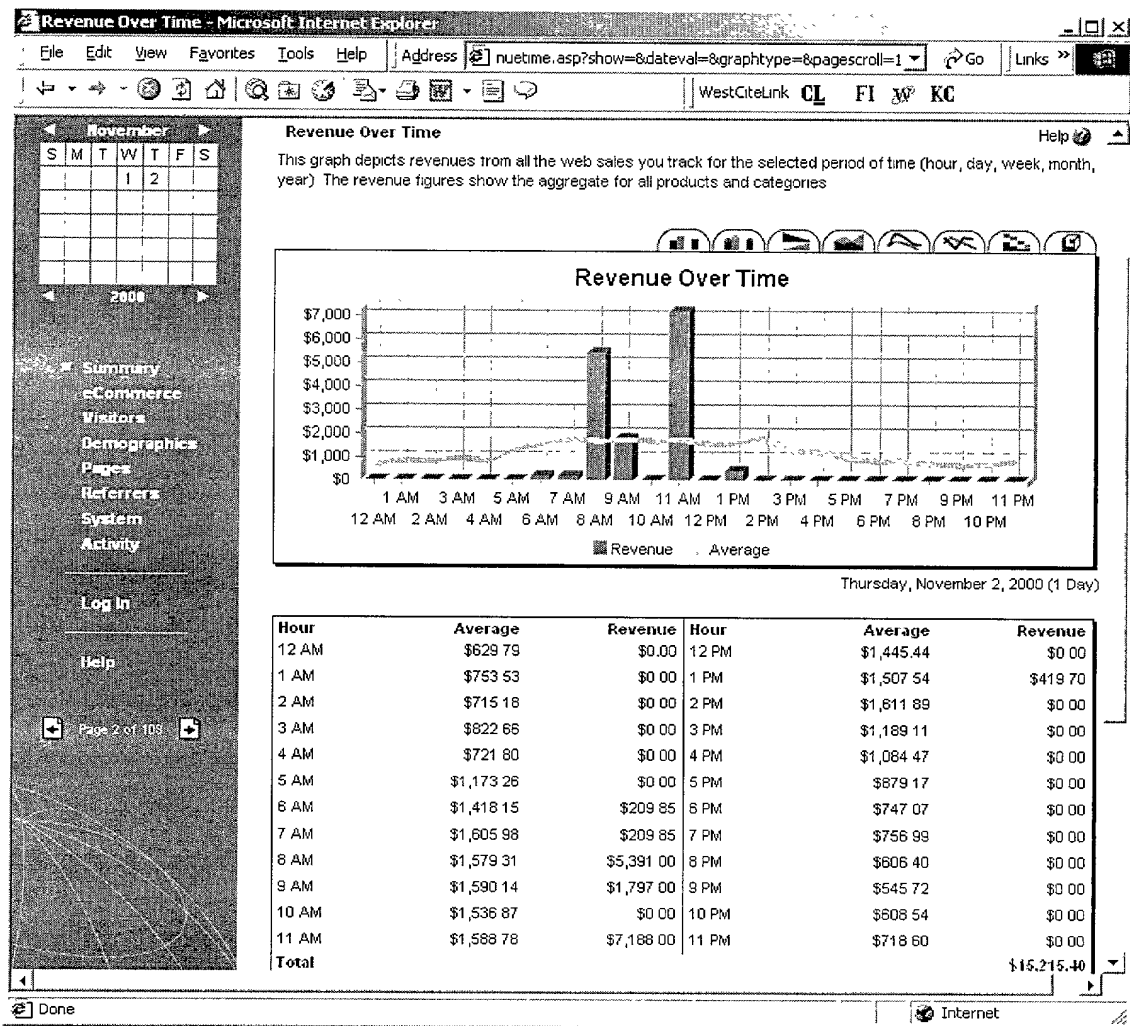 Revenue Over Time - Microsoft Internet Explorer
File Edit View Favorites Tools Help Address nuetime.asp?show=&dateval=&graphtype=&pagescroll=1 Go Links »
WestCiteLink CL FI KC
November
S M T W T F S
1 2
2000
Summary
eCommerce
Visitors
Demographics
Pages
Referrers
System
Activity
Log In
Help
Page 2 of 109
Revenue Over Time Help
This graph depicts revenues from all the web sales you track for the selected period of time (hour, day, week, month,
year) The revenue figures show the aggregate for all products and categories
Revenue Over Time
$7,000
$6,000
$5,000
$4,000
$3,000
$2,000
$1,000
$0
1 AM 3 AM 5 AM 7 AM 9 AM 11 AM 1 PM 3 PM 5 PM 7 PM 9 PM 11 PM
12 AM 2 AM 4 AM 6 AM 8 AM 10 AM 12 PM 2 PM 4 PM 6 PM 8 PM 10 PM
Revenue Average
Thursday, November 2, 2000 (1 Day)
Hour Average Revenue Hour Average Revenue
12 AM $629 79 $0.00 12 PM $1,445.44 $0 00
1 AM $753 53 $0 00 1 PM $1,507 54 $419 70
2 AM $715 18 $0 00 2 PM $1,611 89 $0 00
3 AM $822 66 $0 00 3 PM $1,189 11 $0 00
4 AM $721 80 $0 00 4 PM $1,084 47 $0 00
5 AM $1,173 26 $0 00 5 PM $879 17 $0 00
6 AM $1,418 15 $209 85 6 PM $747 07 $0 00
7 AM $1,605 98 $209 85 7 PM $756 99 $0 00
8 AM $1,579 31 $5,391 00 8 PM $606 40 $0 00
9 AM $1,590 14 $1,797 00 9 PM $545 72 $0 00
10 AM $1,536 87 $0 00 10 PM $608 54 $0 00
11 AM $1,588 78 $7,188 00 11 PM $718 60 $0 00
Total $15,215.40
Done Internet